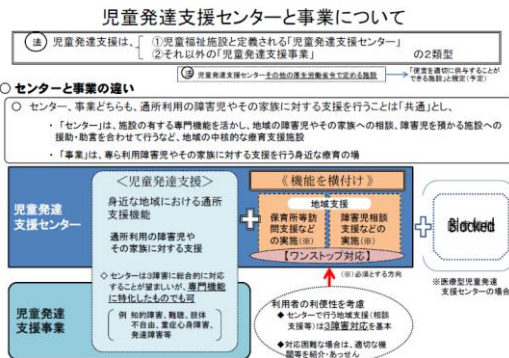 児童発達支援センターと事業について
法 児童発達支援は、
①児童福祉施設と定義される「児童発達支援センター」
②それ以外の「児童発達支援事業」
の2類型
法 児童発達支援センターその他の厚生労働省令で定める施設
「便宜を適切に供与することが
できる施設」と規定(予定)
○ センターと事業の違い
○ センター、事業どちらも、通所利用の障害児やその家族に対する支援を行うことは「共通」とし、
・「センター」は、施設の有する専門機能を活かし、地域の障害児やその家族への相談、障害児を預かる施設への
援助・助言を合わせて行うなど、地域の中核的な療育支援施設
・「事業」は、専ら利用障害児やその家族に対する支援を行う身近な療育の場
児童発達
支援センター
<児童発達支援>
身近な地域における通所
支援機能
通所利用の障害児や
その家族に対する支援
◇ センターは3障害に総合的に対応
することが望ましいが、専門機能
に特化したものでも可
例 知的障害、難聴、肢体
不自由、重症心身障害、
発達障害等
《機能を横付け》
地域支援
保育所等訪
問支援など
の実施(※)
障害児相談
支援などの
実施(※)
【ワンストップ対応】
(※)必須とする方向
Blocked
※医療型児童発達
支援センターの場合
児童発達
支援事業
利用者の利便性を考慮
◆ センターで行う地域支援(相談
支援等)は3障害対応を基本
◆ 対応困難な場合は、適切な機
関等を紹介・あっせん